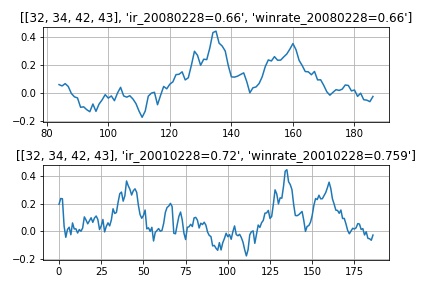 [[32, 34, 42, 43], 'ir_20080228=0.66', 'winrate_20080228=0.66']
0.4
0.2
0.0
−0.2
80 100 120 140 160 180
[[32, 34, 42, 43], 'ir_20010228=0.72', 'winrate_20010228=0.759']
0.4
0.2
0.0
−0.2
0 25 50 75 100 125 150 175